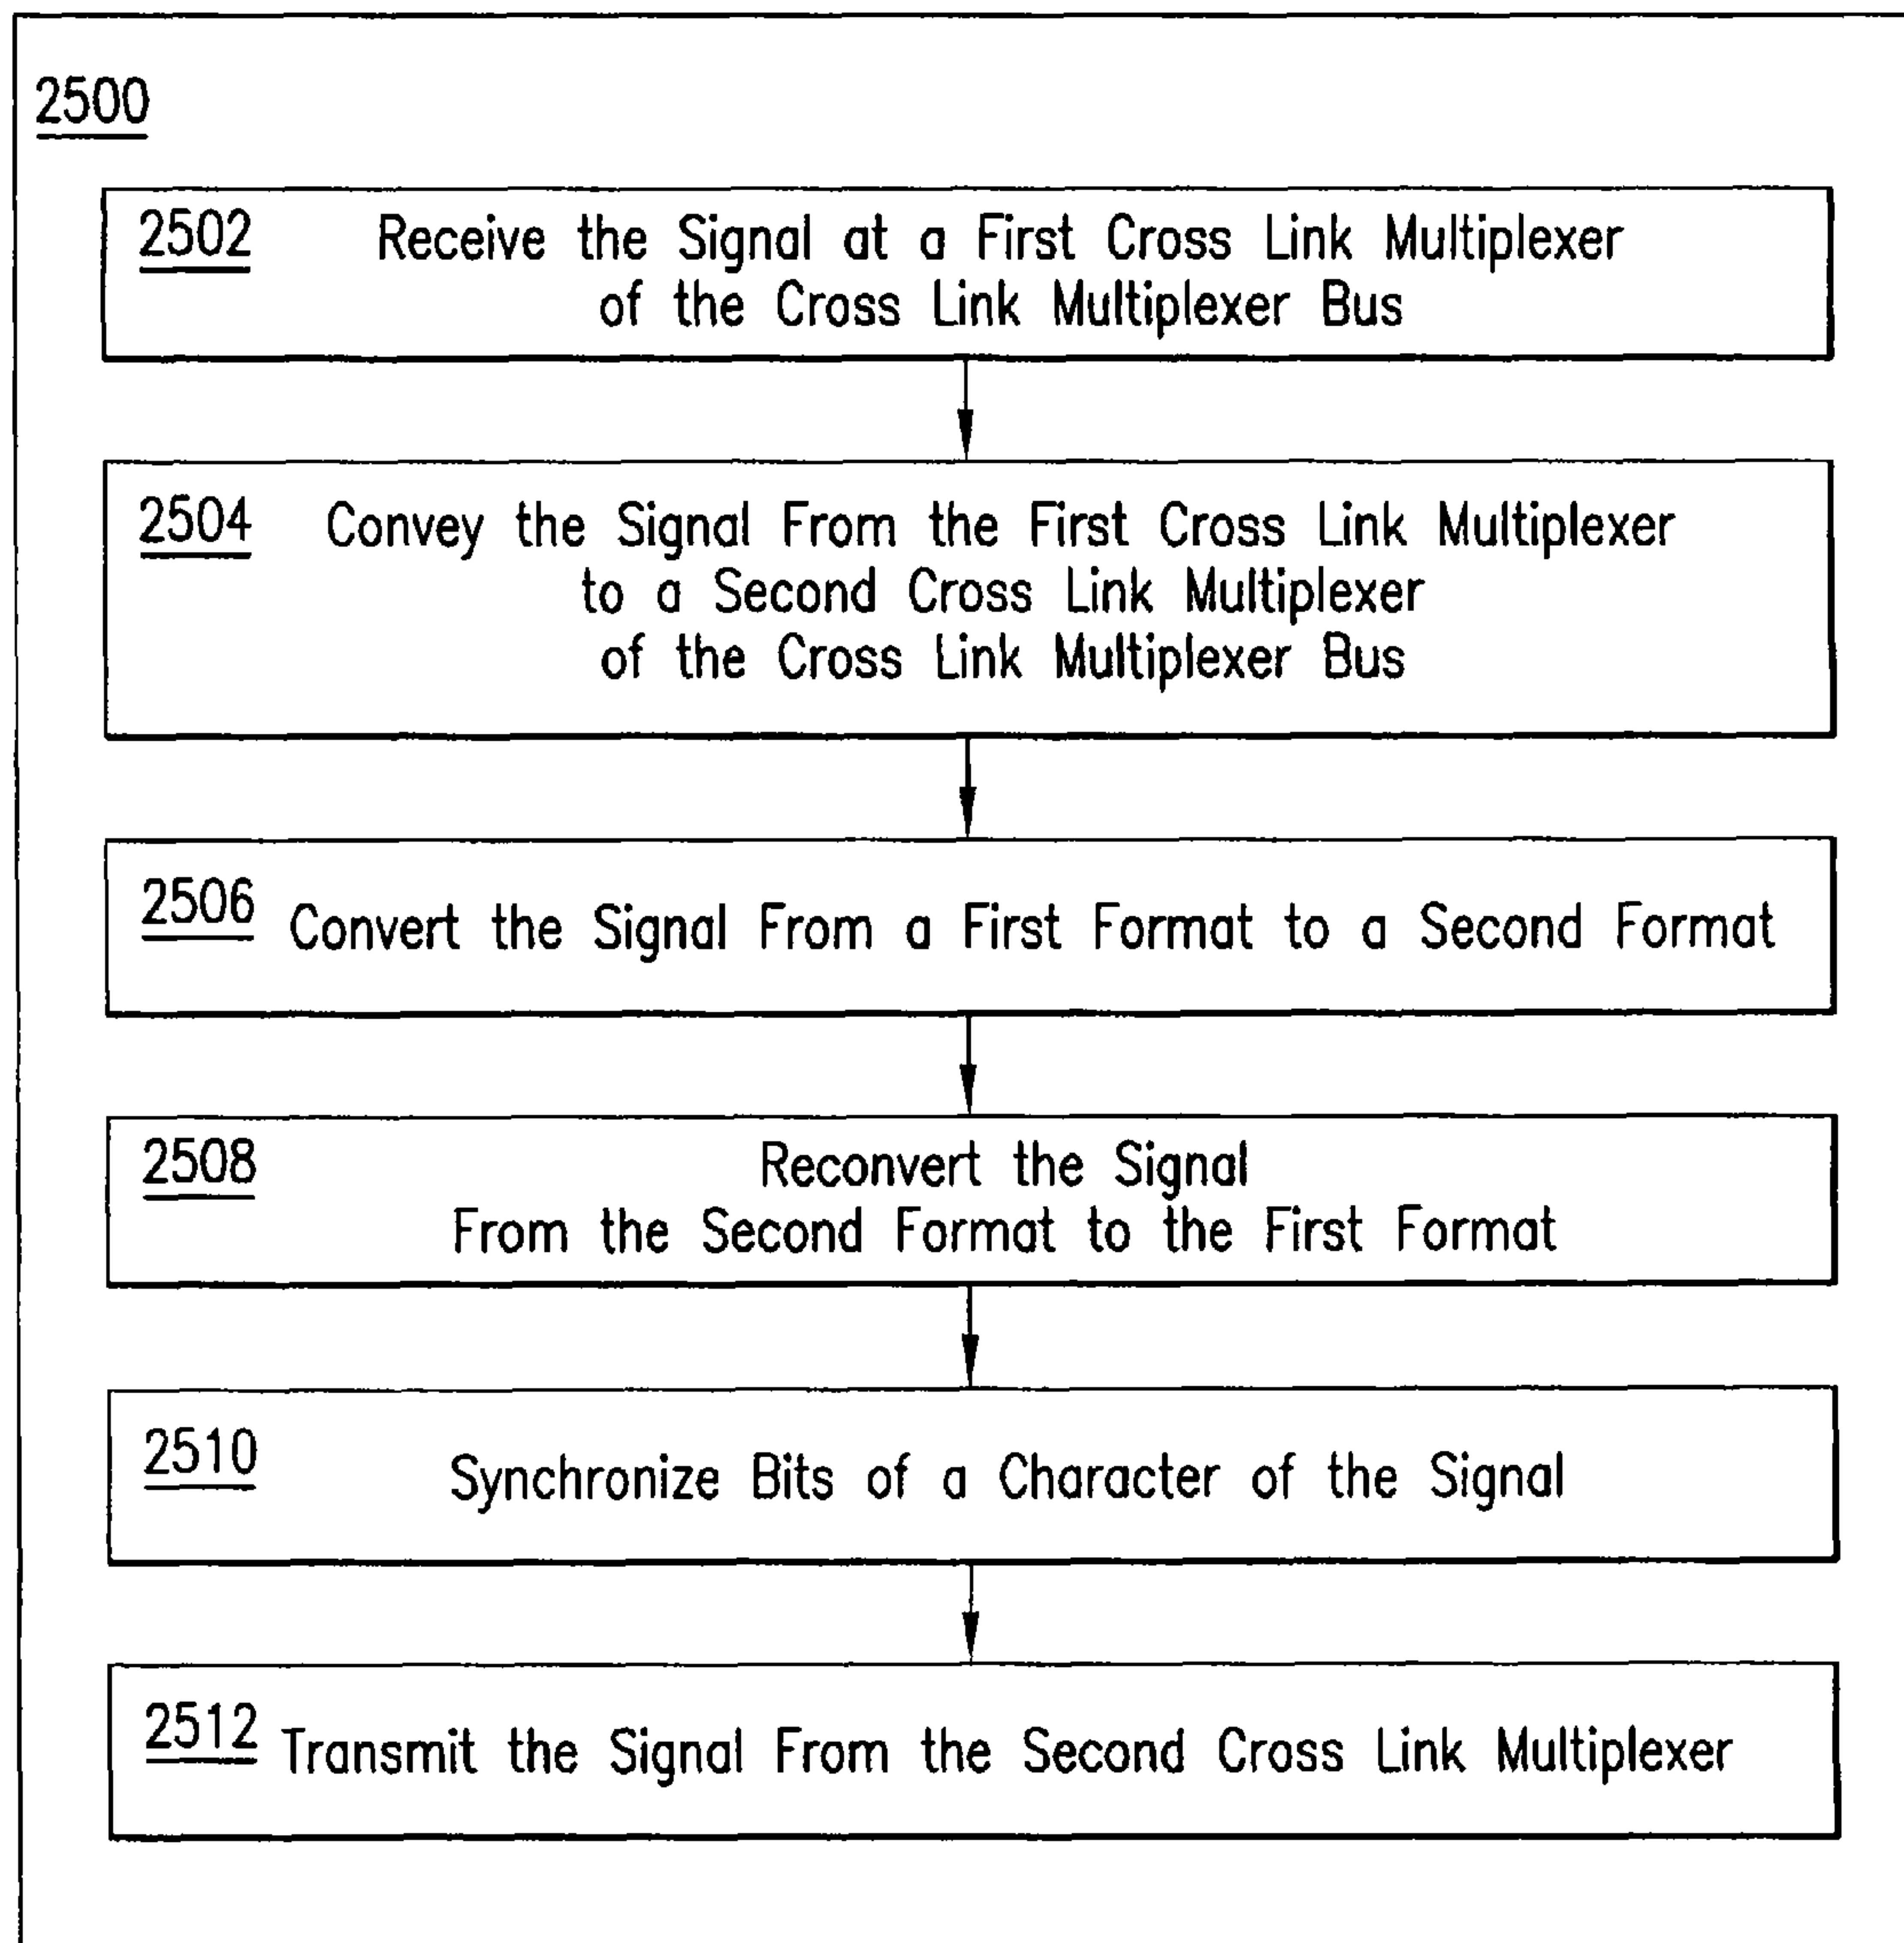 2500
2502 Receive the Signal at a First Cross Link Multiplexer
of the Cross Link Multiplexer Bus
2504 Convey the Signal From the First Cross Link Multiplexer
to a Second Cross Link Multiplexer
of the Cross Link Multiplexer Bus
2506 Convert the Signal From a First Format to a Second Format
2508 Reconvert the Signal
From the Second Format to the First Format
2510 Synchronize Bits of a Character of the Signal
2512 Transmit the Signal From the Second Cross Link Multiplexer